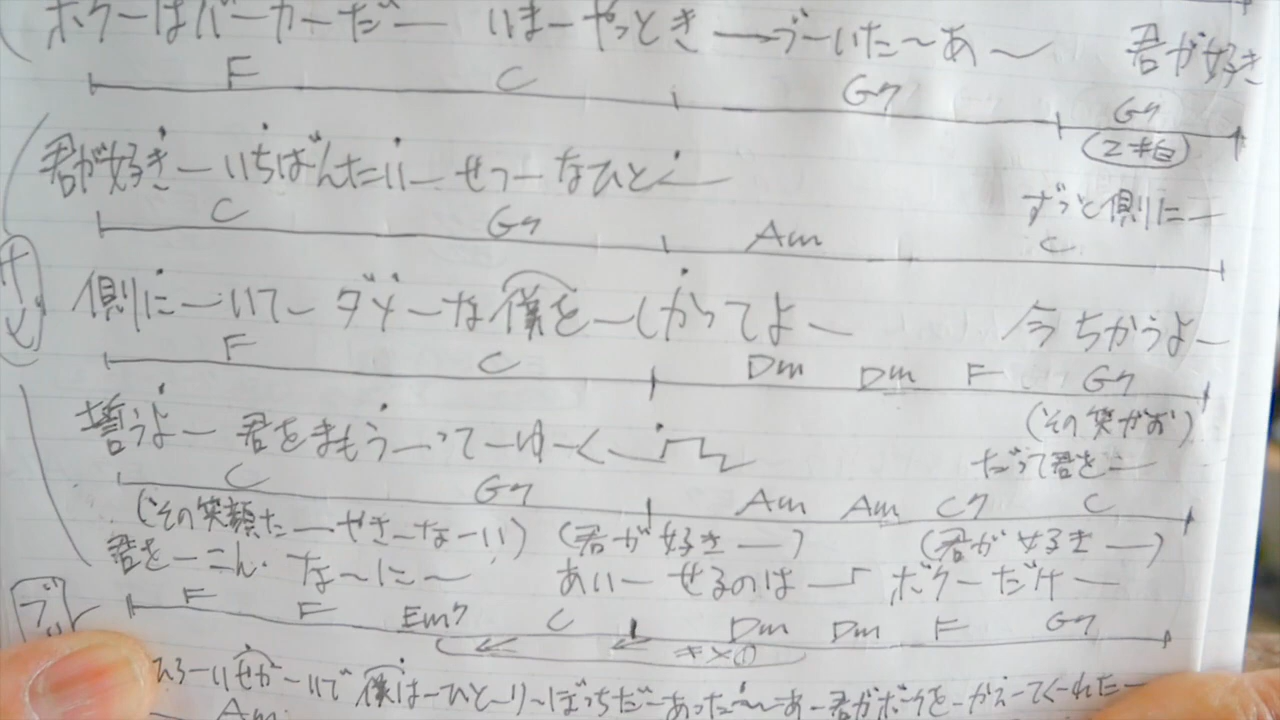 ボクーはバーカーだー いまーやっとき→づーいた〜あ〜 君が好き
F C G7 G7
(2拍)
君が好きーいちばんたいーせつーなひとー
ずっと側にー
C G7 Am C
サビ
側にーいてーダメーな僕をーしかってよー 今ちかうよー
F C Dm Dm F G7
誓うよー君をまもうーってーゆーくー
(その笑がお)
だって君をー
C G7 Am Am C7 C
(その笑顔たーやさーなーい) (君が好きー) (君が好きー)
君をーこんなー〜に〜 あいーせるのはー ボクーだけー
F F Em7 C Dm Dm F G7
ひろーいせかーいで僕はーひとーり〜ぼっちだーあった〜あー君がボクをーかえーてくーれたー
Am